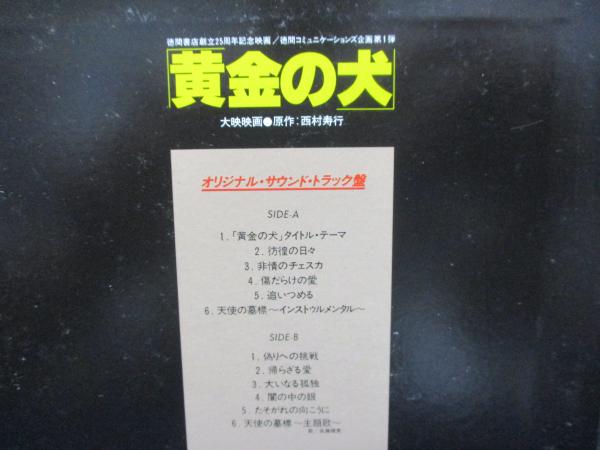 徳間書店創立25周年記念映画／徳間コミュニケーションズ企画第1弾
「黄金の犬」
大映映画●原作：西村寿行
オリジナル・サウンド・トラック盤
SIDE-A
1.「黄金の犬」タイトル・テーマ
2. 彷徨の日々
3. 非情のチェスカ
4. 傷だらけの愛
5. 追いつめる
6. 天使の墓標～インストゥルメンタル～
SIDE-B
1. 偽りへの挑戦
2. 帰らざる愛
3. 大いなる孤独
4. 闇の中の銀
5. たそがれの向こうに
6. 天使の墓標～主題歌～